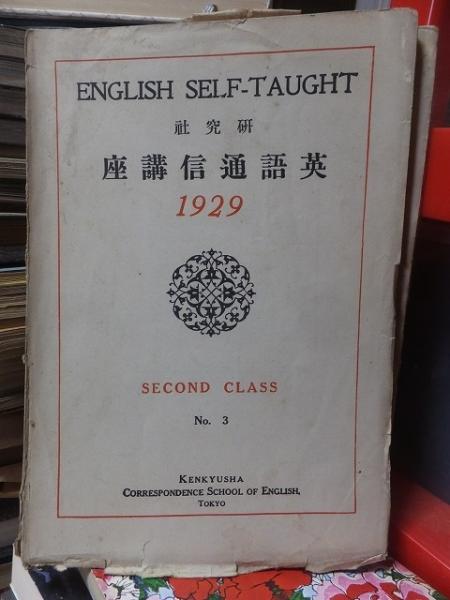 ENGLISH SELF-TAUGHT
社究研
座講信通語英
1929
SECOND CLASS
No. 3
KENKYUSHA
CORRESPONDENCE SCHOOL OF ENGLISH,
TOKYO